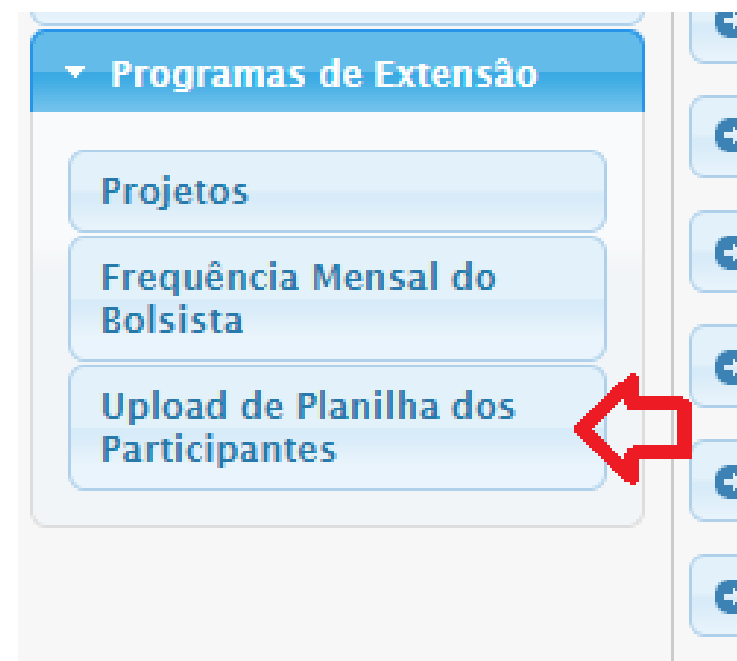 Programas de Extensão
Projetos
Frequência Mensal do
Bolsista
Upload de Planilha dos
Participantes